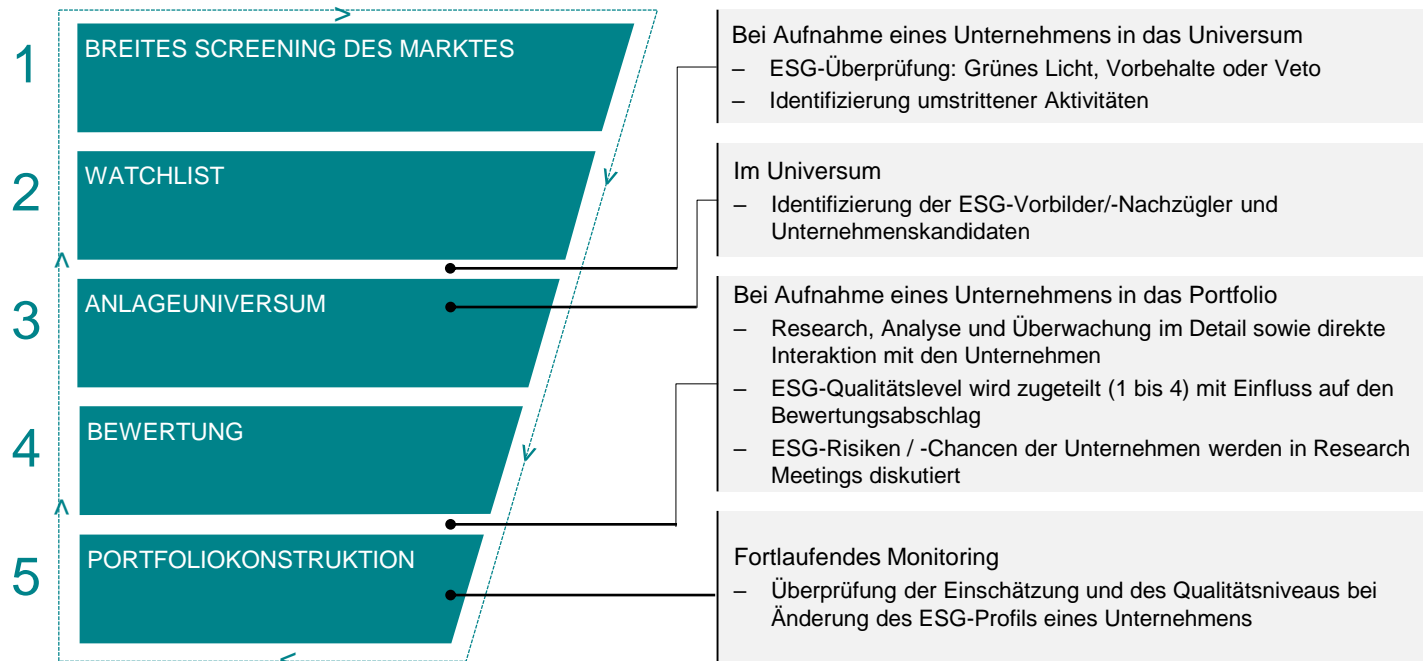 1
BREITES SCREENING DES MARKTES
2
WATCHLIST
3
ANLAGEUNIVERSUM
4
BEWERTUNG
5
PORTFOLIOKONSTRUKTION
Bei Aufnahme eines Unternehmens in das Universum
– ESG-Überprüfung: Grünes Licht, Vorbehalte oder Veto
– Identifizierung umstrittener Aktivitäten
Im Universum
– Identifizierung der ESG-Vorbilder/-Nachzügler und
Unternehmenskandidaten
Bei Aufnahme eines Unternehmens in das Portfolio
– Research, Analyse und Überwachung im Detail sowie direkte
Interaktion mit den Unternehmen
– ESG-Qualitätslevel wird zugeteilt (1 bis 4) mit Einfluss auf den
Bewertungsabschlag
– ESG-Risiken / -Chancen der Unternehmen werden in Research
Meetings diskutiert
Fortlaufendes Monitoring
– Überprüfung der Einschätzung und des Qualitätsniveaus bei
Änderung des ESG-Profils eines Unternehmens